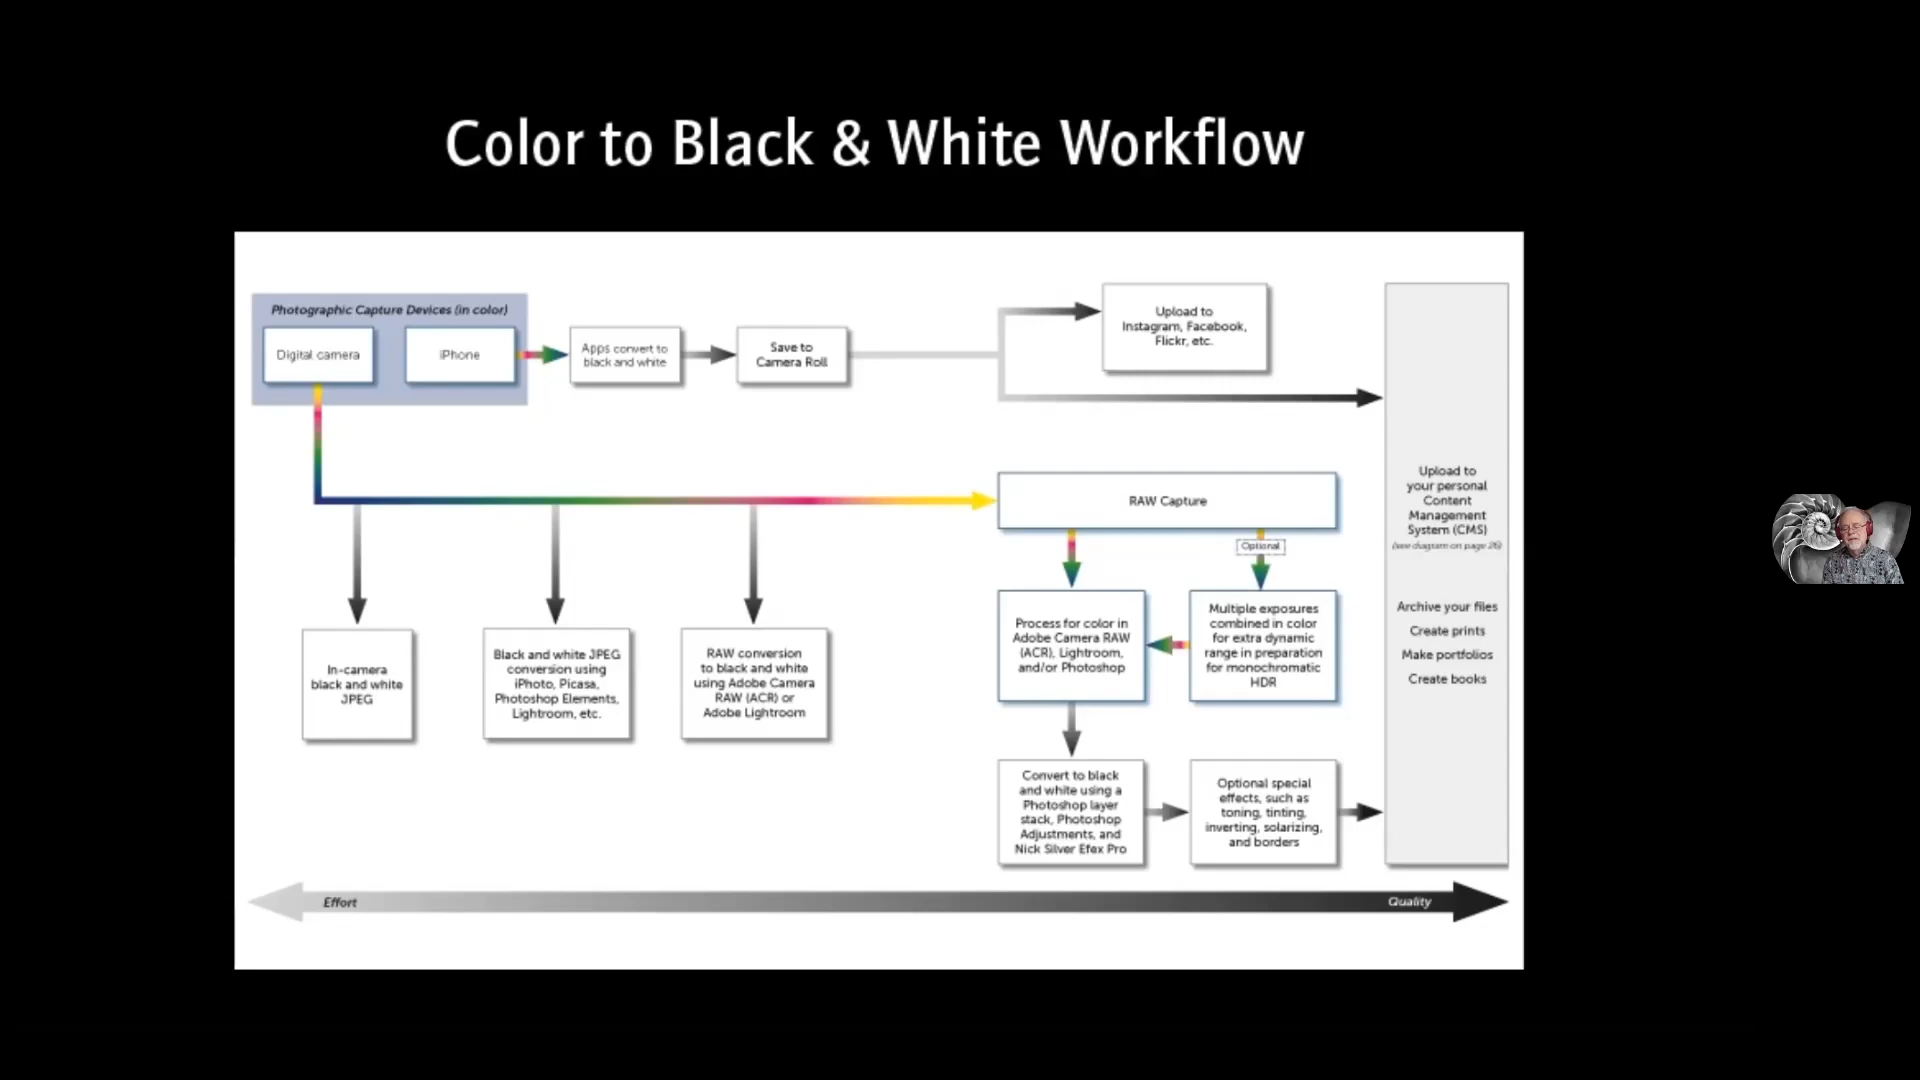 Color to Black & White Workflow
Photographic Capture Devices (in color)
Digital camera
iPhone
Apps convert to
black and white
Save to
Camera Roll
Upload to
Instagram, Facebook,
Flickr, etc.
RAW Capture
Optional
In-camera
black and white
JPEG
Black and white JPEG
conversion using
iPhoto, Picasa,
Photoshop Elements,
Lightroom, etc.
RAW conversion
to black and white
using Adobe Camera
RAW (ACR) or
Adobe Lightroom
Process for color in
Adobe Camera RAW
(ACR), Lightroom,
and/or Photoshop
Multiple exposures
combined in color
for extra dynamic
range in preparation
for monochromatic
HDR
Convert to black
and white using a
Photoshop layer
stack, Photoshop
Adjustments, and
Nick Silver Efex Pro
Optional special
effects, such as
toning, tinting,
inverting, solarizing,
and borders
Upload to
your personal
Content
Management
System (CMS)
(see diagram on page 26)
Archive your files
Create prints
Make portfolios
Create books
Effort
Quality